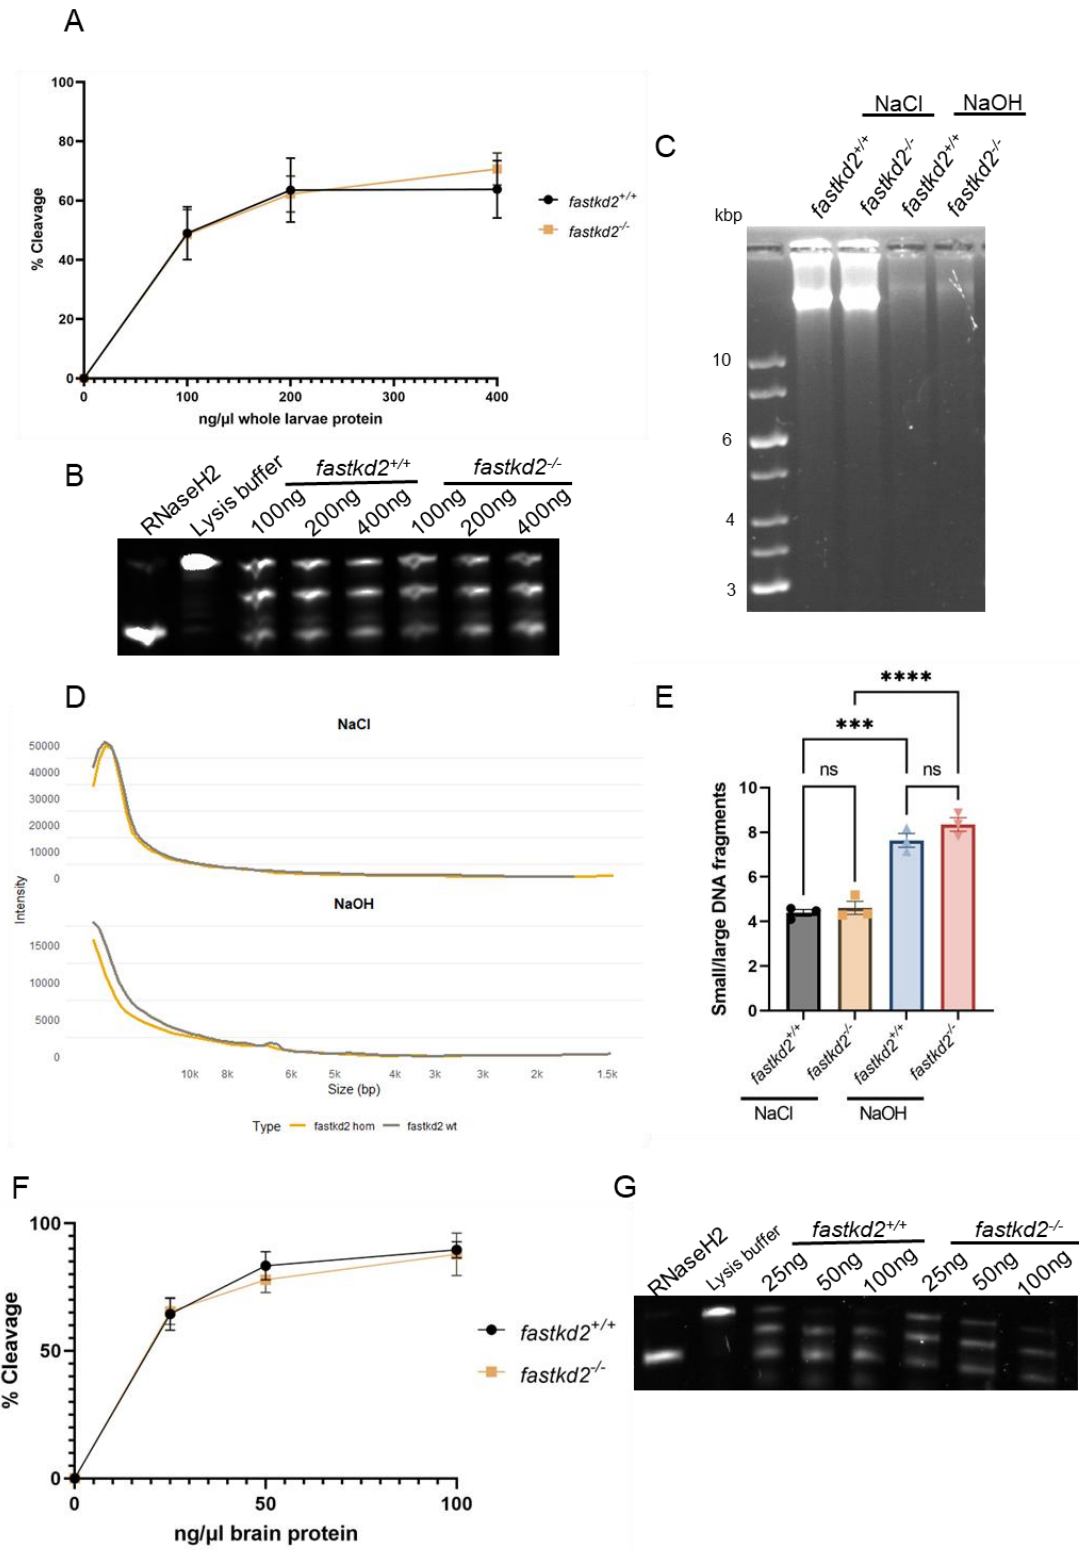 A
100
80
60
40
20
0
% Cleavage
0 100 200 300 400
ng/µl whole larvae protein
fastkd2+/+
fastkd2-/-
B
RNaseH2 Lysis buffer 100ng 200ng 400ng 100ng 200ng 400ng
fastkd2+/+ fastkd2-/-
C
NaCl NaOH
fastkd2+/+ fastkd2-/- fastkd2+/+ fastkd2-/-
kbp
10
6
4
3
D
NaCl
50000
40000
30000
20000
10000
0
Intensity
NaOH
15000
10000
5000
0
10k 8k 6k 5k 4k 3k 3k 2k 1.5k
Size (bp)
Type fastkd2 hom fastkd2 wt
E
****
***
ns ns
10
8
6
4
2
0
Small/large DNA fragments
fastkd2+/+ fastkd2-/- fastkd2+/+ fastkd2-/-
NaCl NaOH
F
100
50
0
% Cleavage
0 50 100
ng/µl brain protein
fastkd2+/+
fastkd2-/-
G
fastkd2+/+ fastkd2-/-
RNaseH2 Lysis buffer 25ng 50ng 100ng 25ng 50ng 100ng